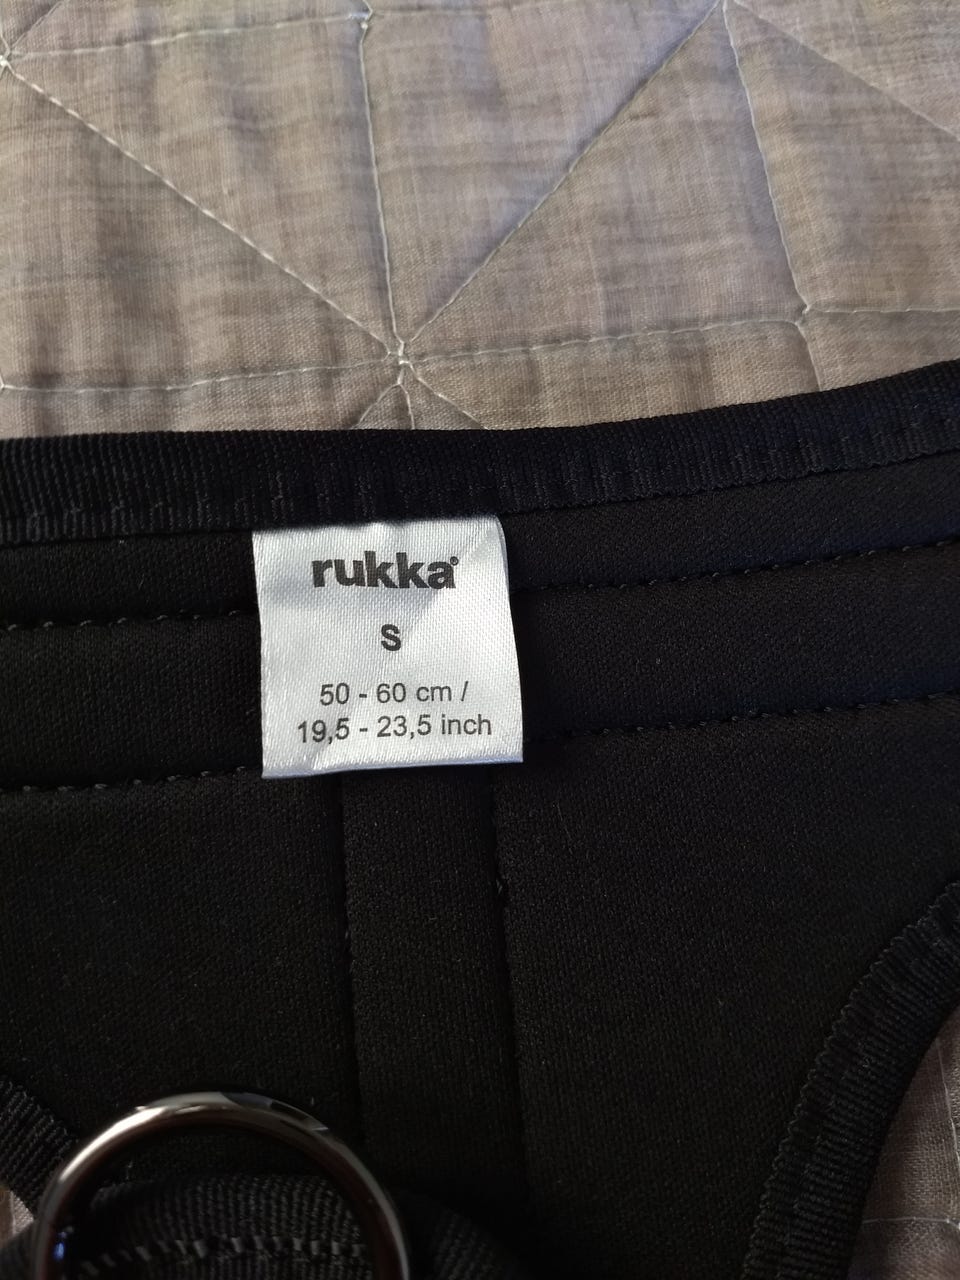 rukka®
S
50 - 60 cm /
19,5 - 23,5 inch